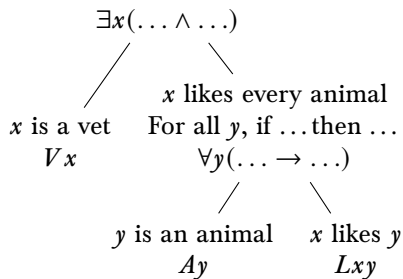 ∃x(… ∧ …)
x likes every animal
x is a vet For all y, if … then …
Vx ∀y(… → …)
y is an animal x likes y
Ay Lxy